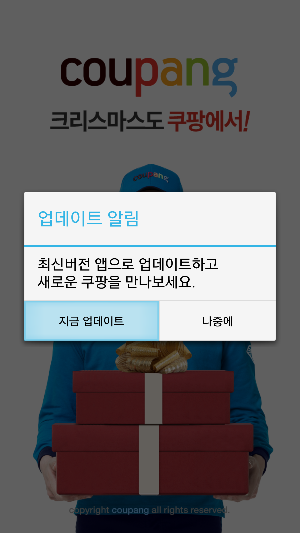 coupang
크리스마스도 쿠팡에서!
coupang
업데이트 알림
최신버전 앱으로 업데이트하고
새로운 쿠팡을 만나보세요.
지금 업데이트
나중에
copyright coupang all rights reserved.